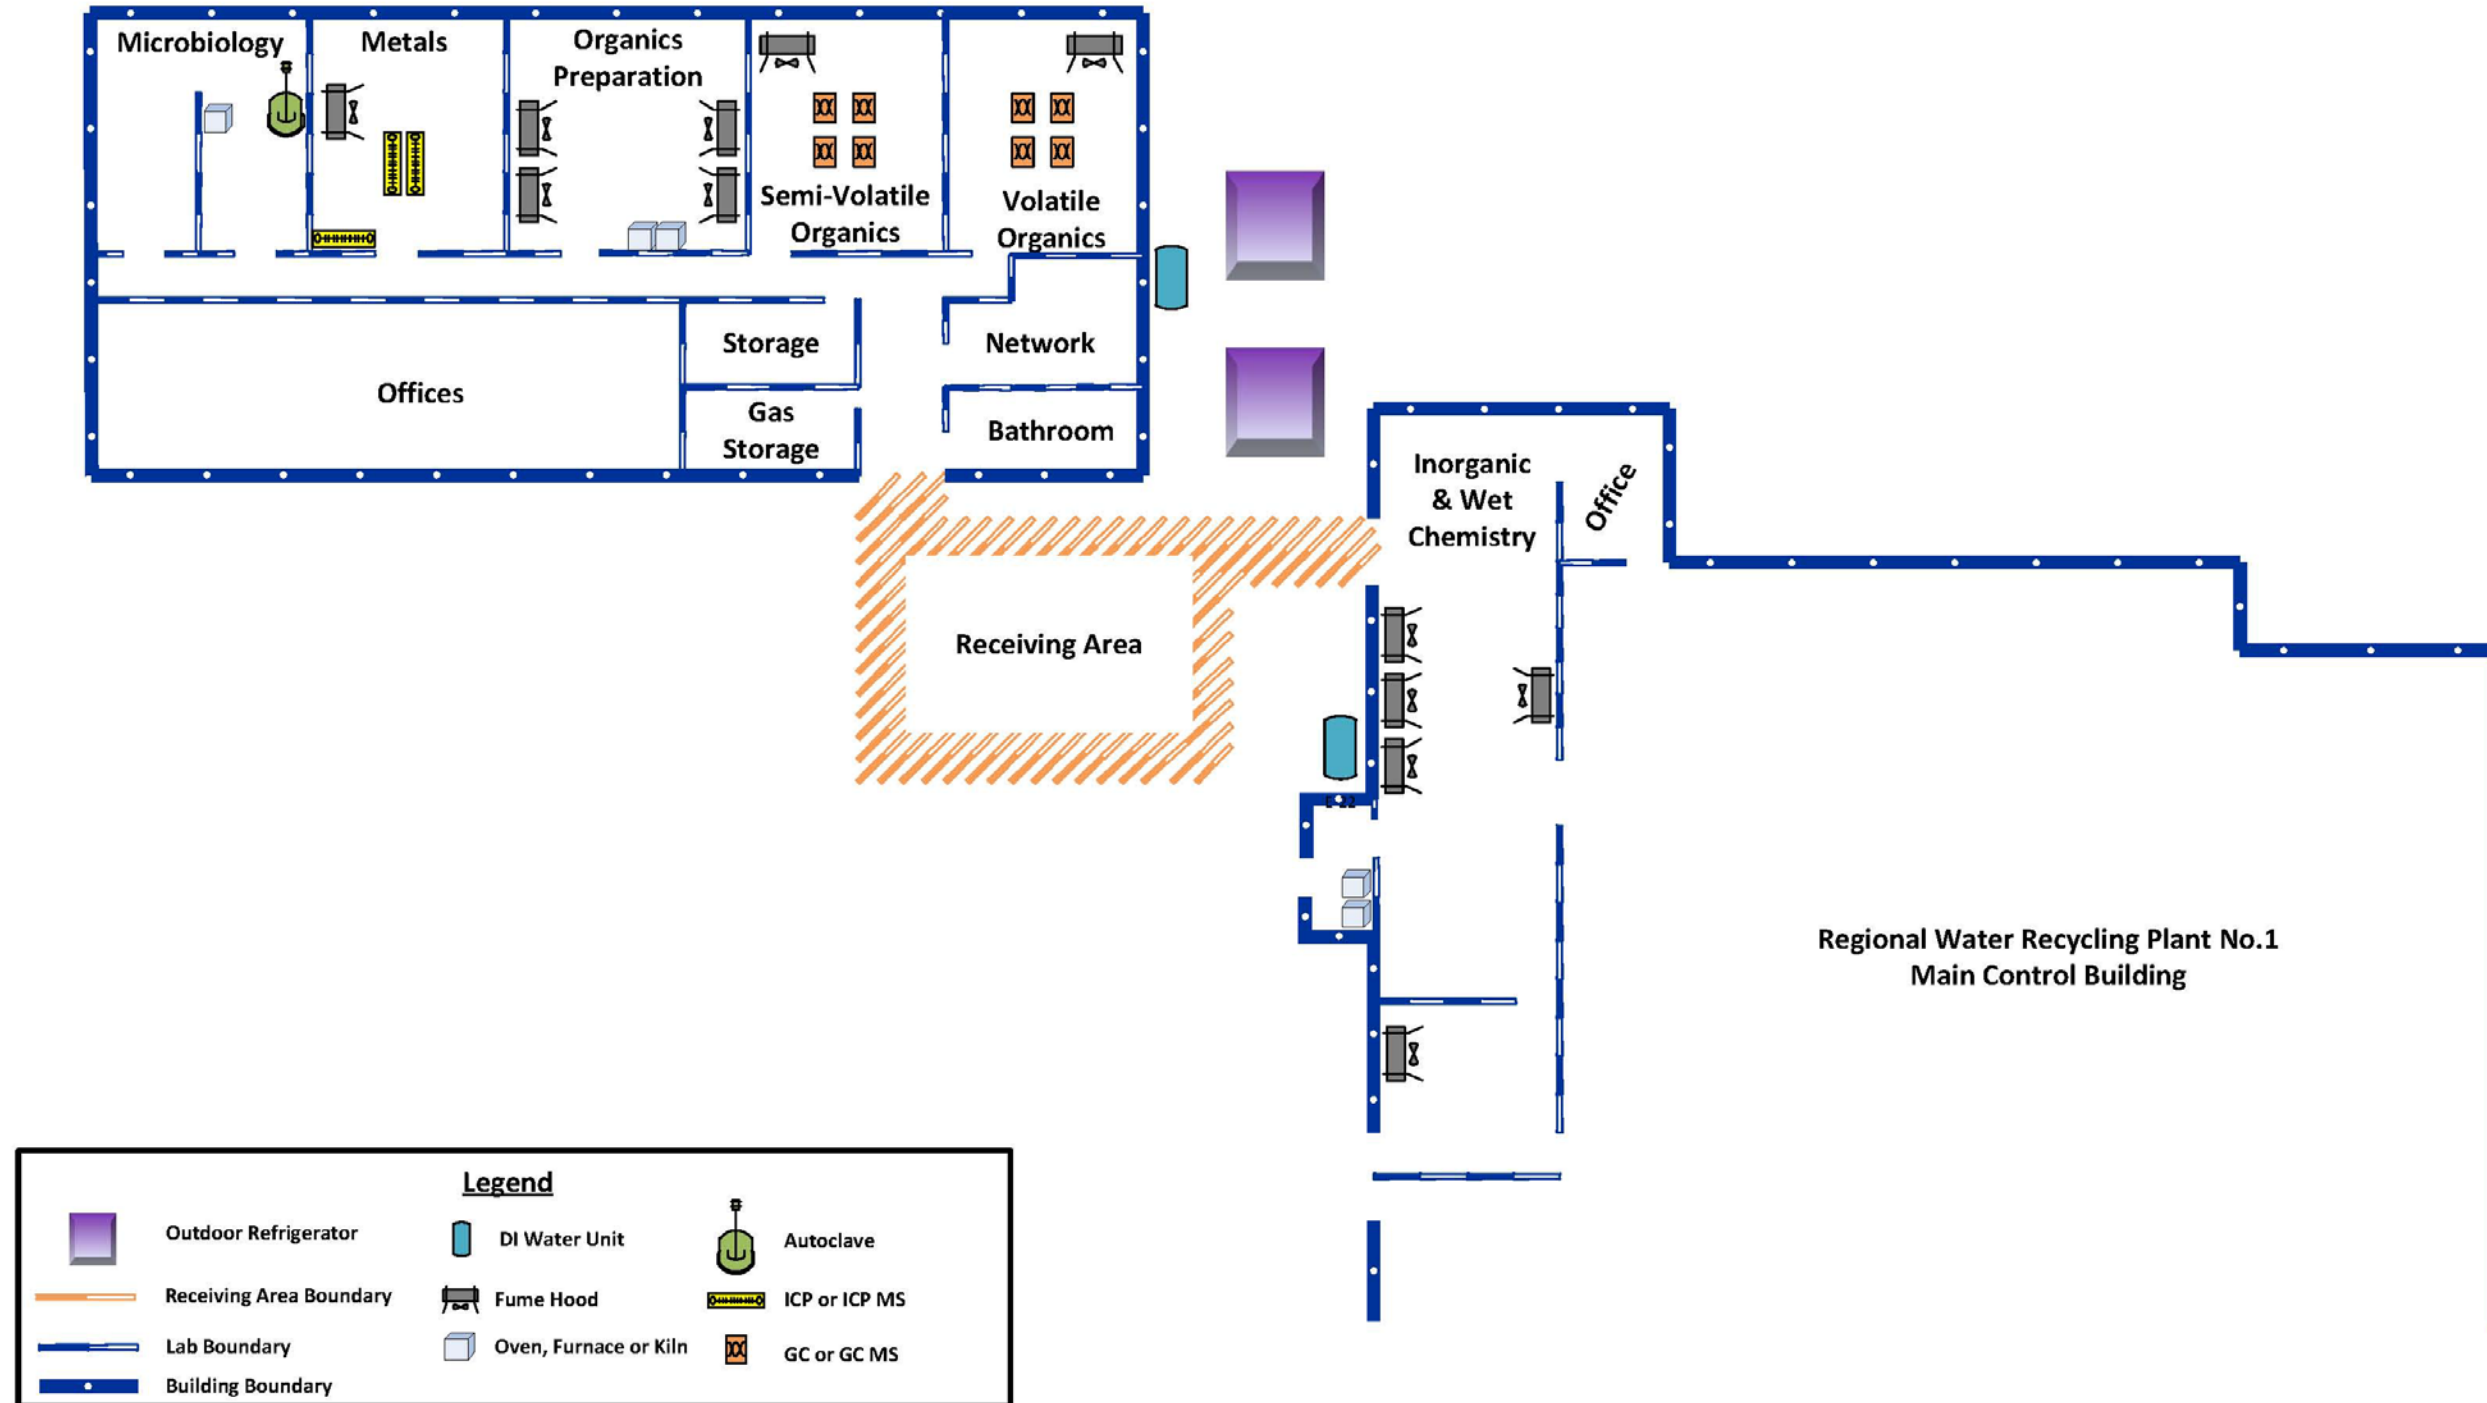 Microbiology
Metals
Organics
Preparation
Semi-Volatile
Organics
Volatile
Organics
Storage
Network
Offices
Gas
Storage
Bathroom
Inorganic
& Wet
Chemistry
Office
Receiving Area
Regional Water Recycling Plant No.1
Main Control Building
Legend
Outdoor Refrigerator
DI Water Unit
Autoclave
Receiving Area Boundary
Fume Hood
ICP or ICP MS
Lab Boundary
Oven, Furnace or Kiln
GC or GC MS
Building Boundary